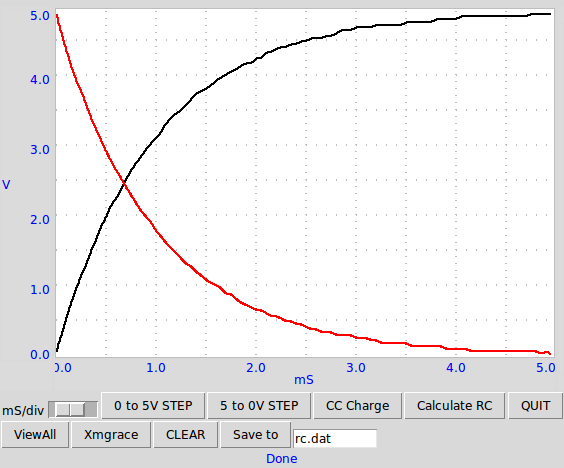 5.0
4.0
3.0
V
2.0
1.0
0.0
0.0 1.0 2.0 3.0 4.0 5.0
mS
mS/div 0 to 5V STEP 5 to 0V STEP CC Charge Calculate RC QUIT
ViewAll Xmgrace CLEAR Save to rc.dat
Done